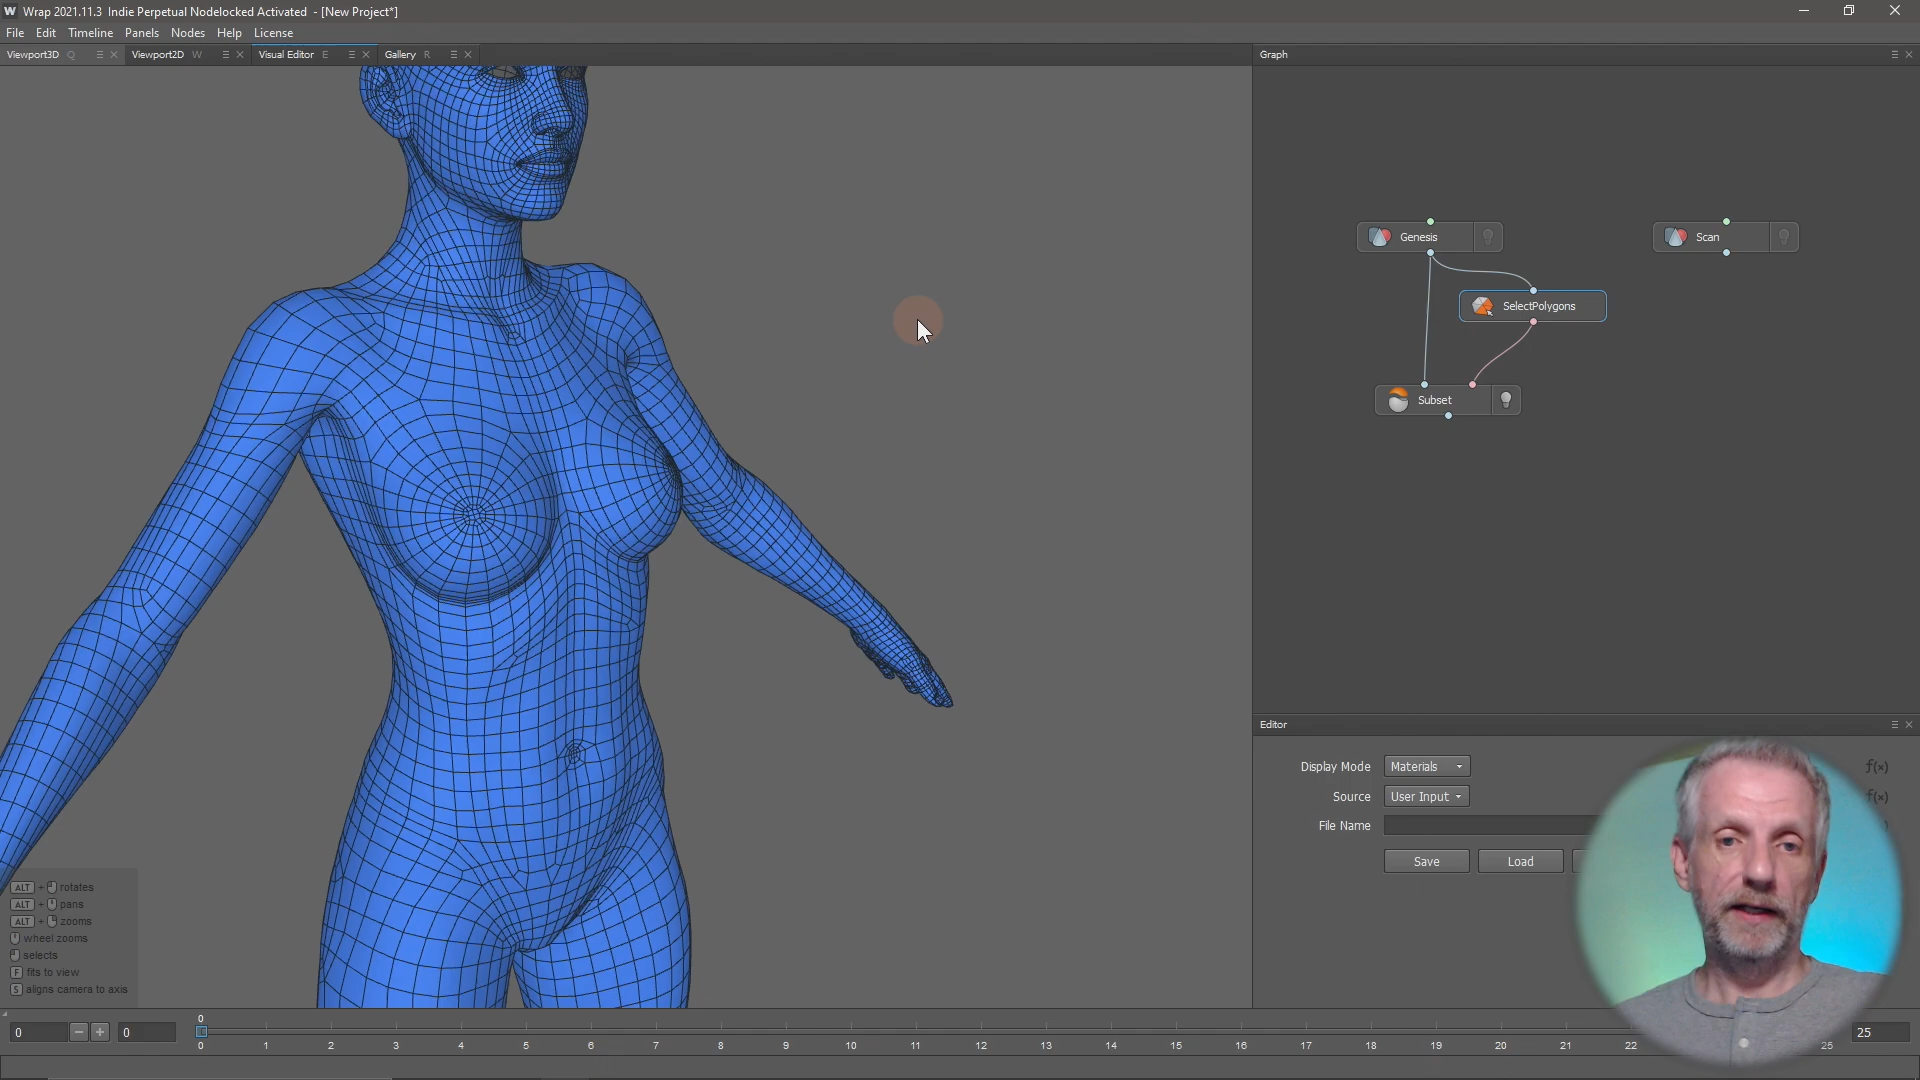 W Wrap 2021.11.3 Indie Perpetual Nodelocked Activated - [New Project*]
File Edit Timeline Panels Nodes Help License
Viewport3D Q Viewport2D W Visual Editor E Gallery R Graph
Genesis Scan
SelectPolygons
Subset
Editor
Display Mode Materials f(x)
Source User Input f(x)
File Name
Save Load
ALT + rotates
ALT + pans
ALT + zooms
wheel zooms
selects
F fits to view
S aligns camera to axis
0
0 0 25
0 1 2 3 4 5 6 7 8 9 10 11 12 13 14 15 16 17 18 19 20 21 22 25